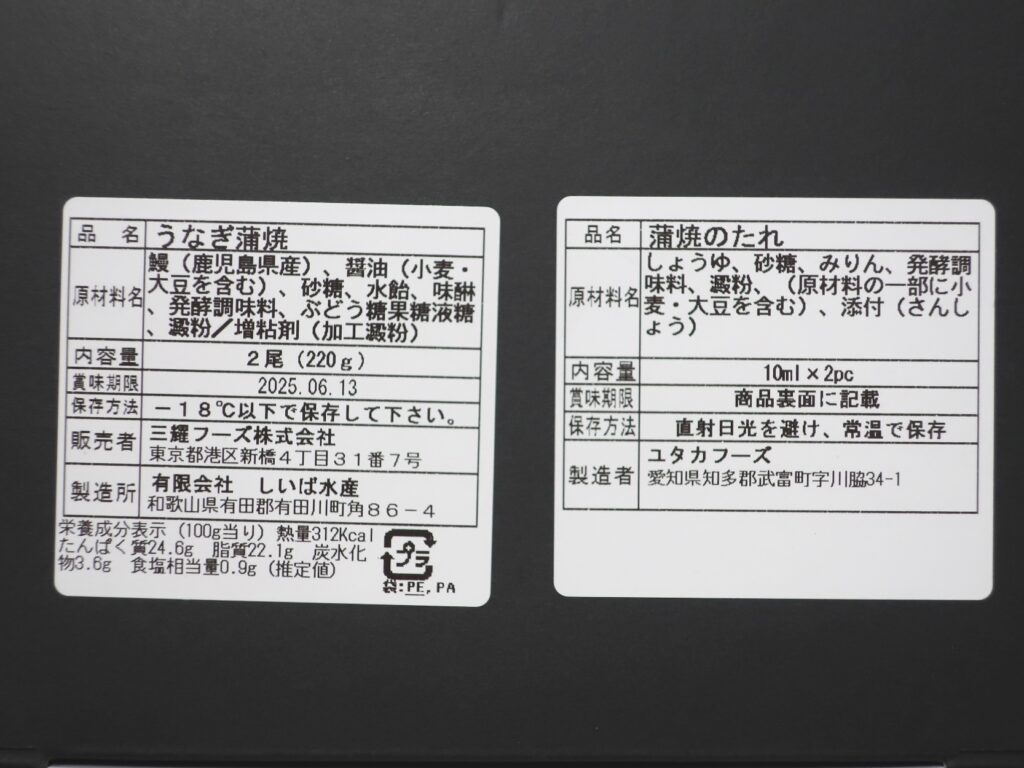 品 名 うなぎ蒲焼
原材料名
鰻（鹿児島県産）、醤油（小麦・
大豆を含む）、砂糖、水飴、味醂
、発酵調味料、ぶどう糖果糖液糖
、澱粉／増粘剤（加工澱粉）
内容量 2尾（220ｇ）
賞味期限 2025.06.13
保存方法 －１８℃以下で保存して下さい。
販売者
三耀フーズ株式会社
東京都港区新橋４丁目３１番７号
製造所
有限会社 しいば水産
和歌山県有田郡有田川町角８６－４
栄養成分表示（100g当り）熱量312Kcal
たんぱく質24.6g 脂質22.1g 炭水化
物3.6g 食塩相当量0.9g（推定値）
プラ
袋:PE,PA
品名 蒲焼のたれ
原材料名
しょうゆ、砂糖、みりん、発酵調
味料、澱粉、（原材料の一部に小
麦・大豆を含む）、添付（さんし
ょう）
内容量 10ml×2pc
賞味期限 商品裏面に記載
保存方法 直射日光を避け、常温で保存
製造者
ユタカフーズ
愛知県知多郡武富町字川脇34-1